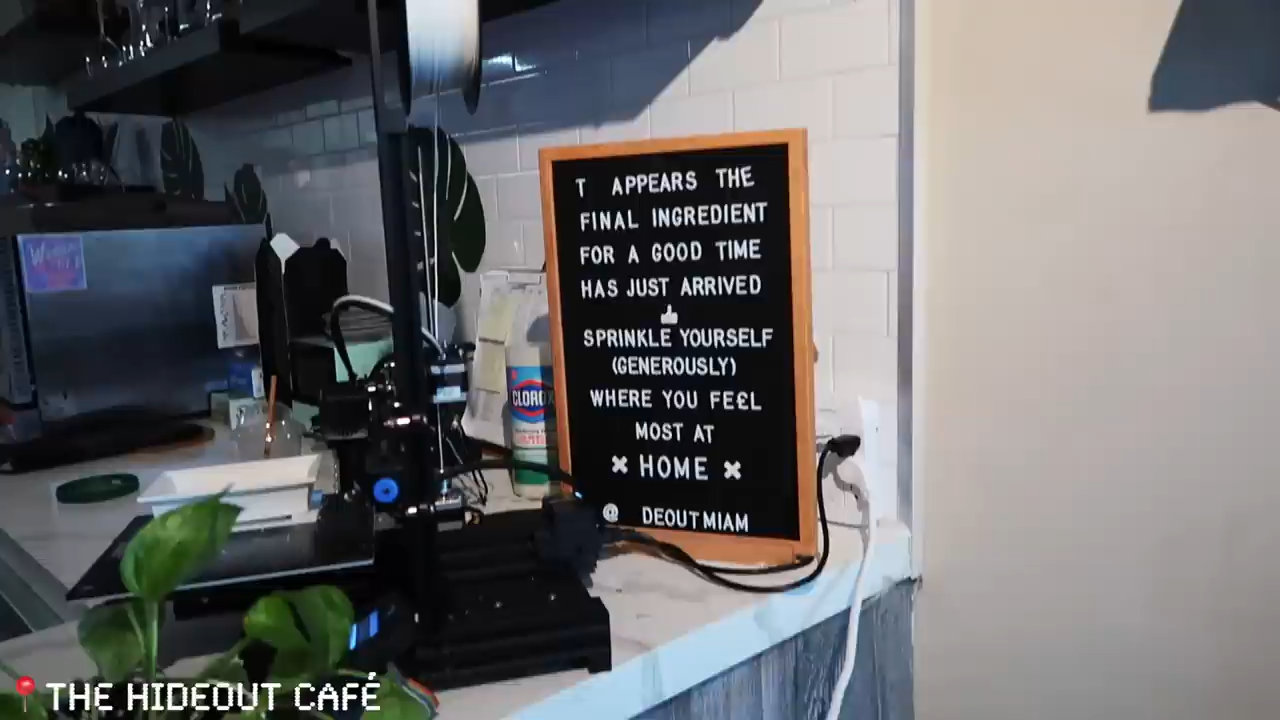 T APPEARS THE
FINAL INGREDIENT
FOR A GOOD TIME
HAS JUST ARRIVED
SPRINKLE YOURSELF
(GENEROUSLY)
WHERE YOU FE£L
MOST AT
HOME
@ DEOUTMIAM
CLOROX
THE HIDEOUT CAFÉ